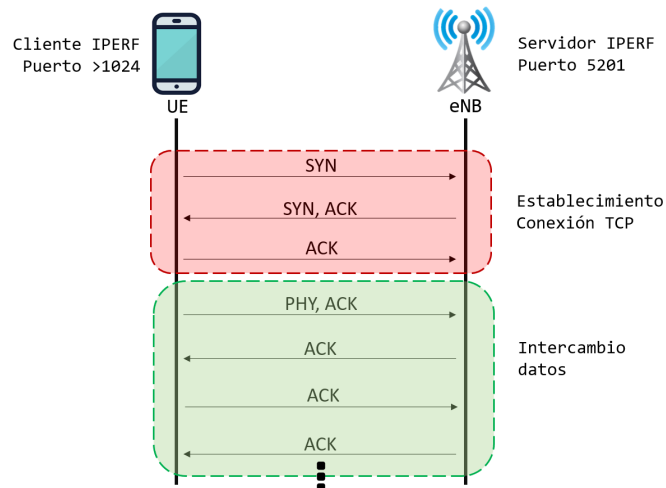 Cliente IPERF
Puerto >1024
Servidor IPERF
Puerto 5201
UE
eNB
SYN
SYN, ACK
ACK
Establecimiento
Conexión TCP
PHY, ACK
ACK
ACK
ACK
Intercambio
datos